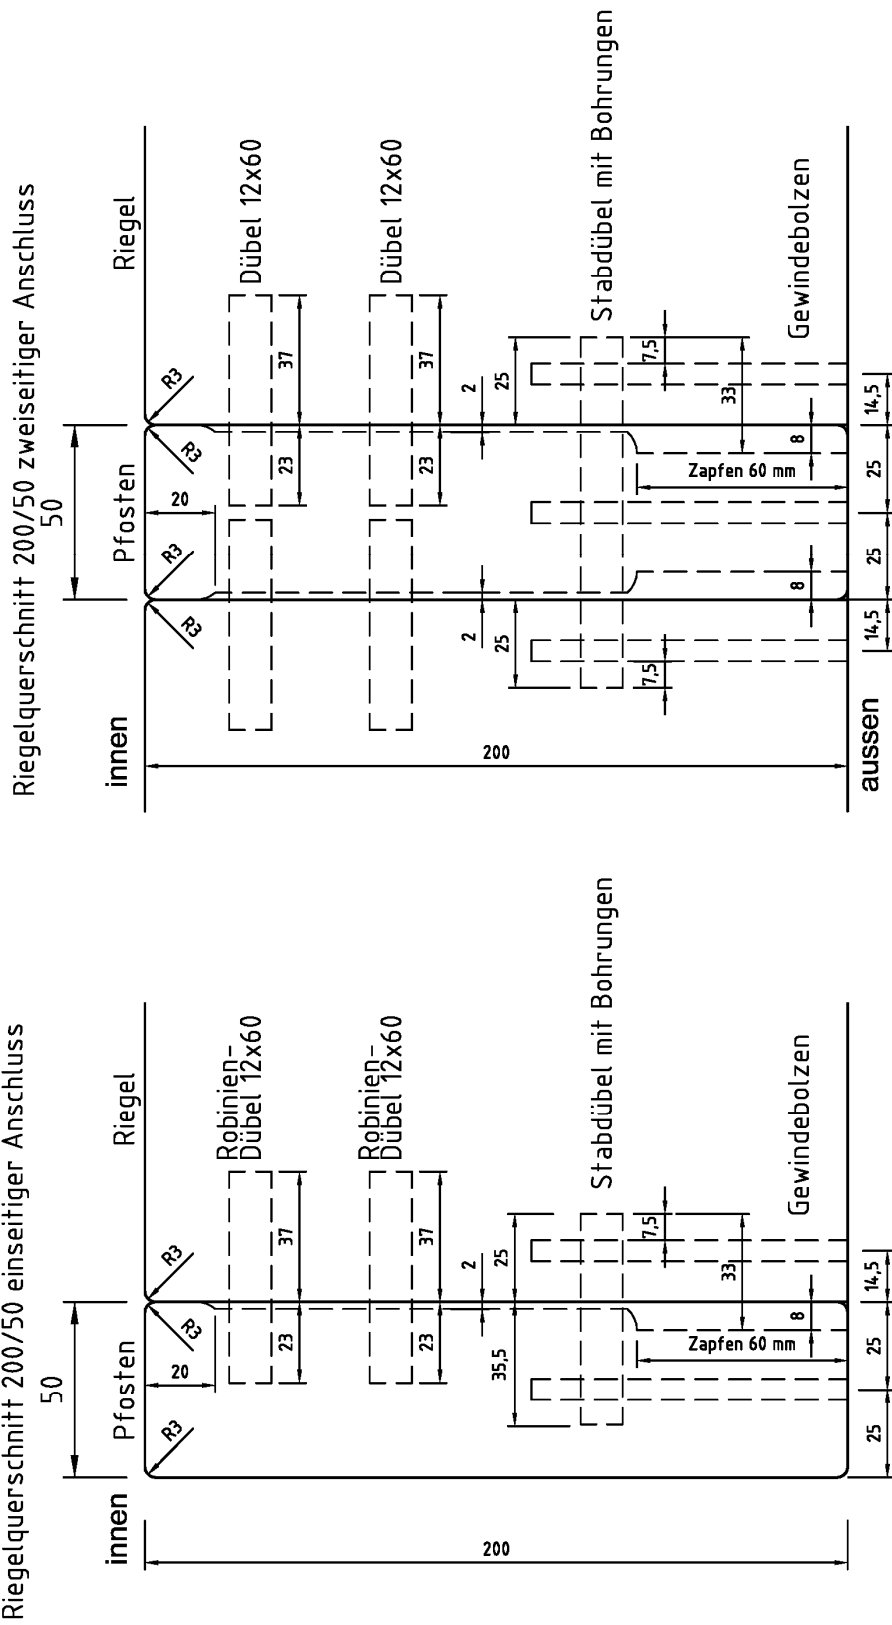 Riegelquerschnitt 200/50 einseitiger Anschluss
50
innen
Pfosten
Riegel
R3
R3
R3
20
Robinien-
Dübel 12x60
23
37
Robinien-
Dübel 12x60
23
37
2
35,5
25
Stabdübel mit Bohrungen
7,5
33
Zapfen 60 mm
8
Gewindebolzen
25
25
14,5
200
Riegelquerschnitt 200/50 zweiseitiger Anschluss
50
innen
Pfosten
Riegel
R3
R3
R3
R3
20
Dübel 12x60
23
37
Dübel 12x60
23
37
2
2
25
25
Stabdübel mit Bohrungen
7,5
7,5
33
Zapfen 60 mm
8
8
Gewindebolzen
aussen
14,5
25
25
14,5
200